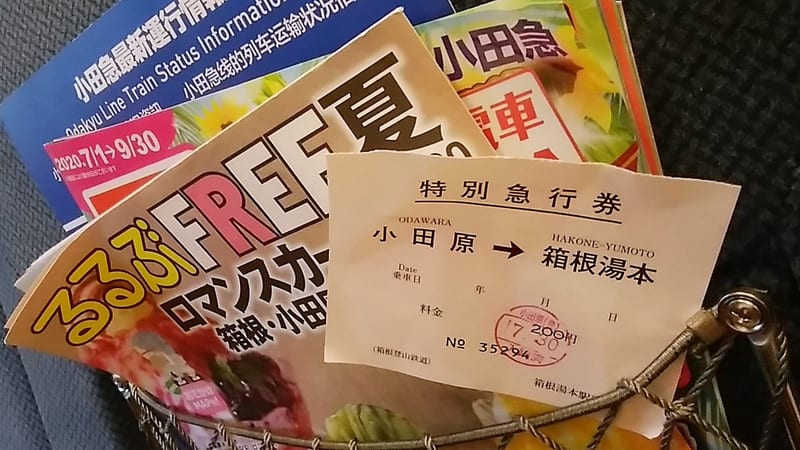 小田急最新運行情報
Odakyu Line Train Status Information
小田急线的列车运输状况信
小田急
2020.7/1→9/30
車
るるぶFREE夏
ロマンスカー
箱根・小田
特別急行券
ODAWARA
HAKONE-YUMOTO
小田原→箱根湯本
Date
乗車日 年 月 日
料金 200円
7.30
№ 35294
(箱根登山鉄道)
箱根湯本駅